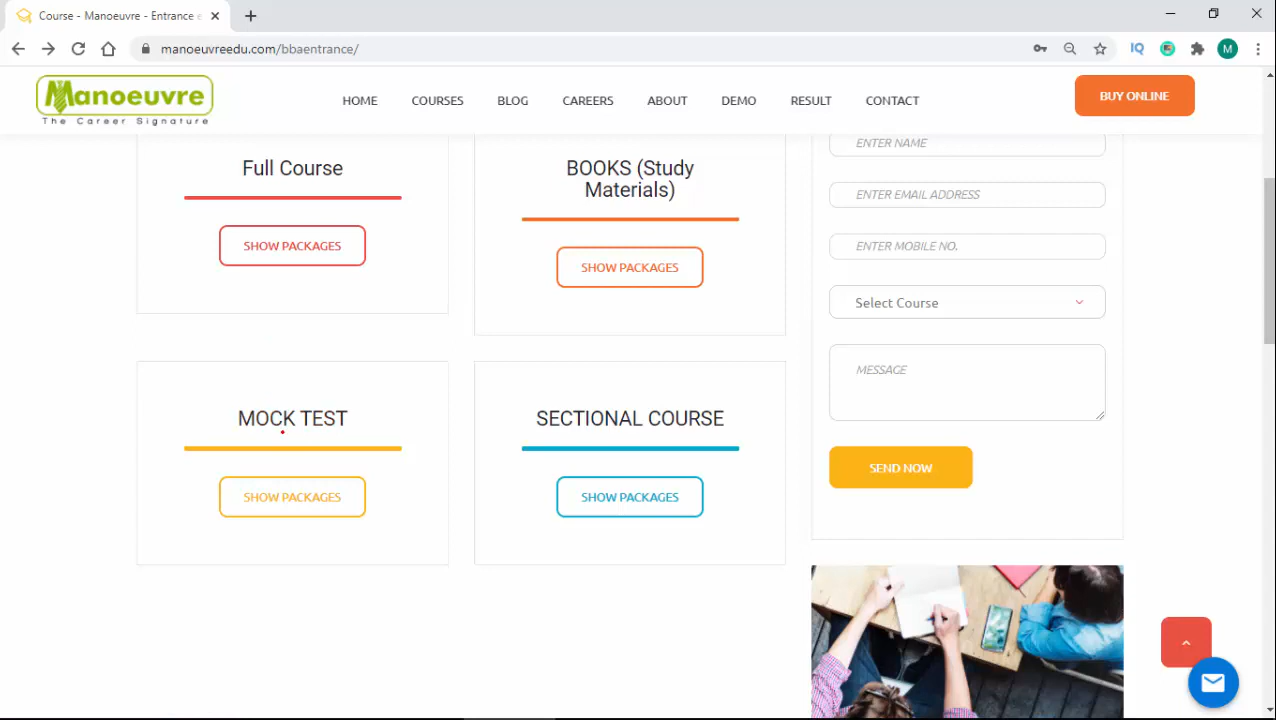 Course - Manoeuvre - Entrance e
manoeuvreedu.com/bbaentrance/
IQ
M
Manoeuvre
The Career Signature
HOME
COURSES
BLOG
CAREERS
ABOUT
DEMO
RESULT
CONTACT
BUY ONLINE
Full Course
SHOW PACKAGES
BOOKS (Study
Materials)
SHOW PACKAGES
MOCK TEST
SHOW PACKAGES
SECTIONAL COURSE
SHOW PACKAGES
ENTER NAME
ENTER EMAIL ADDRESS
ENTER MOBILE NO.
Select Course
MESSAGE
SEND NOW